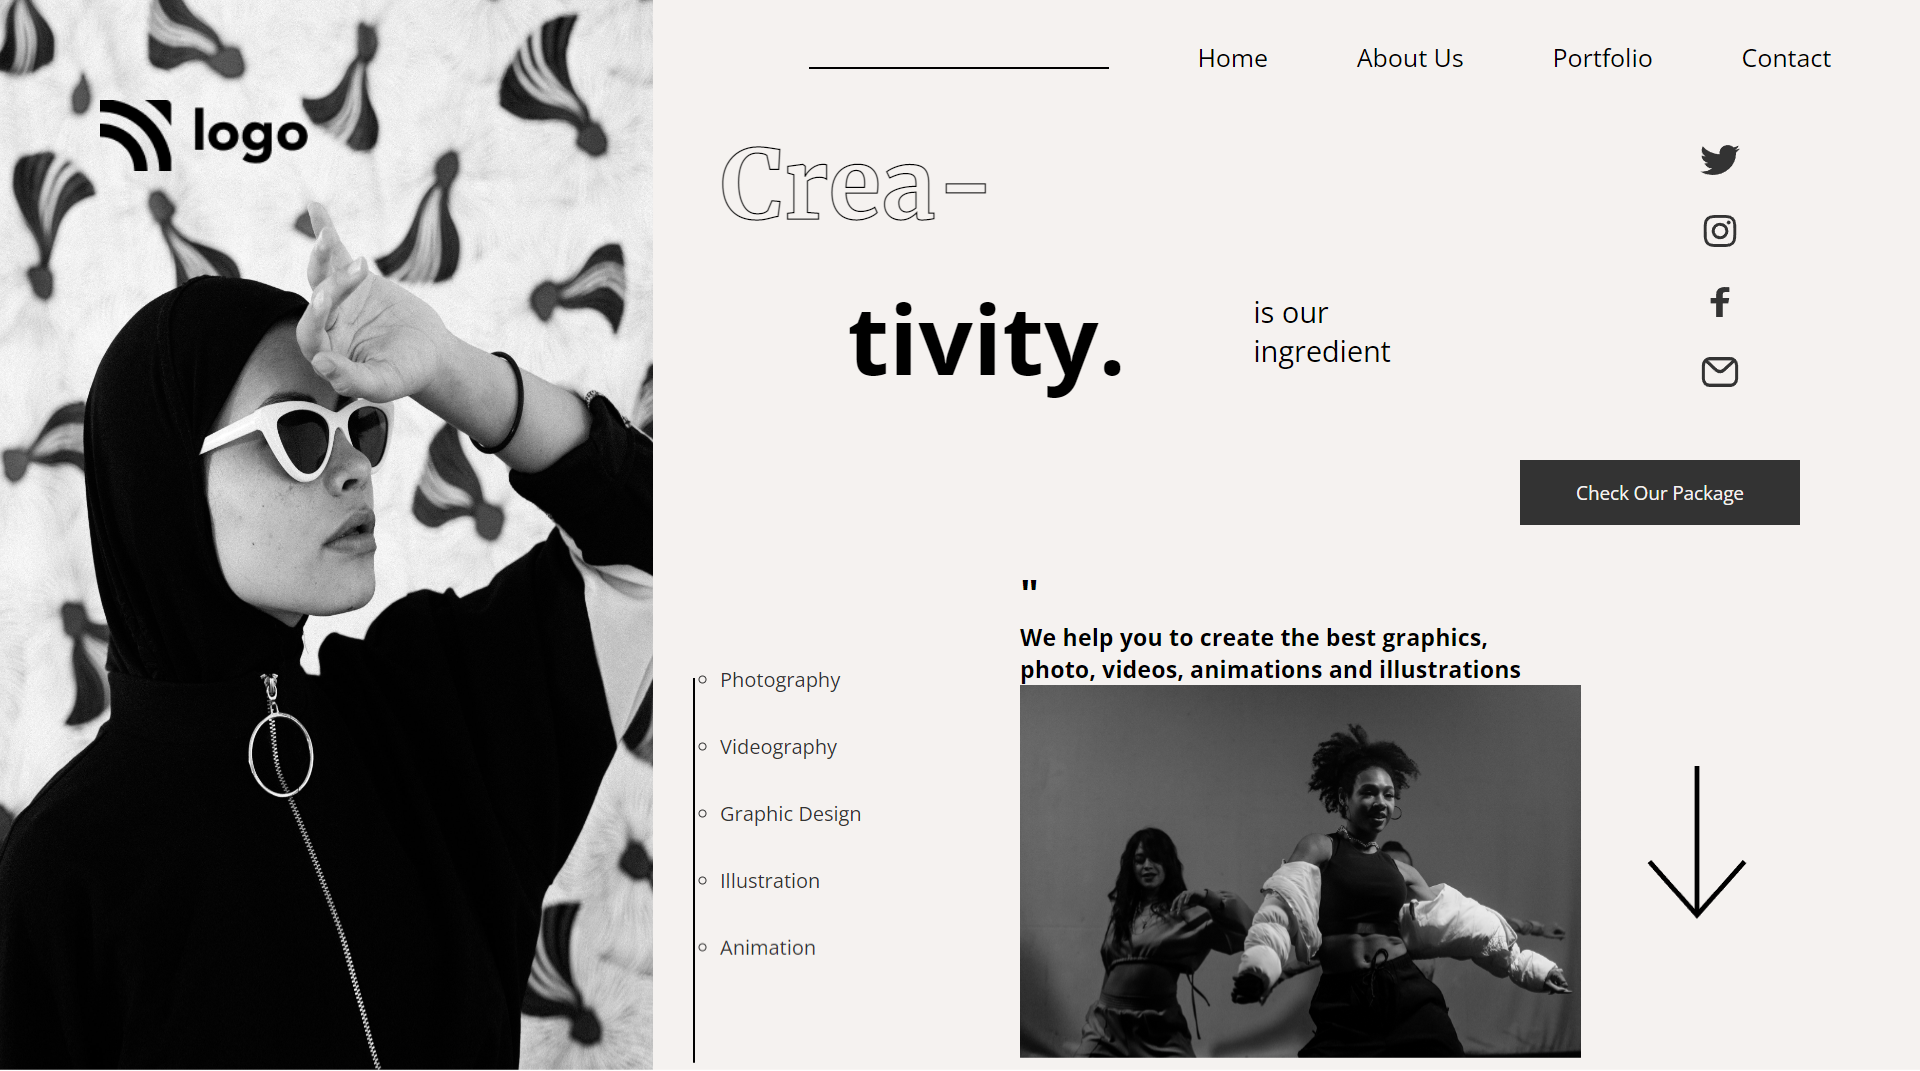 logo
Home About Us Portfolio Contact
Crea-
tivity.
is our
ingredient
Check Our Package
"
We help you to create the best graphics,
photo, videos, animations and illustrations
Photography
Videography
Graphic Design
Illustration
Animation